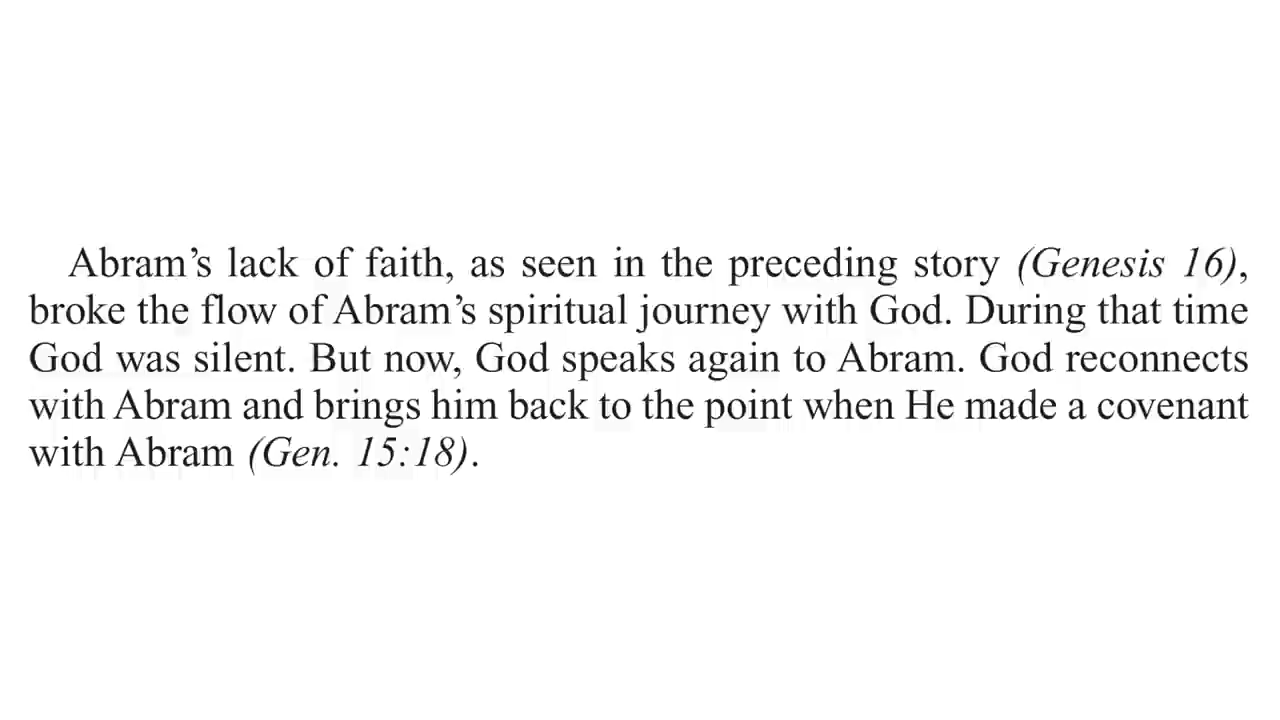 Abram’s lack of faith, as seen in the preceding story (Genesis 16),
broke the flow of Abram’s spiritual journey with God. During that time
God was silent. But now, God speaks again to Abram. God reconnects
with Abram and brings him back to the point when He made a covenant
with Abram (Gen. 15:18).